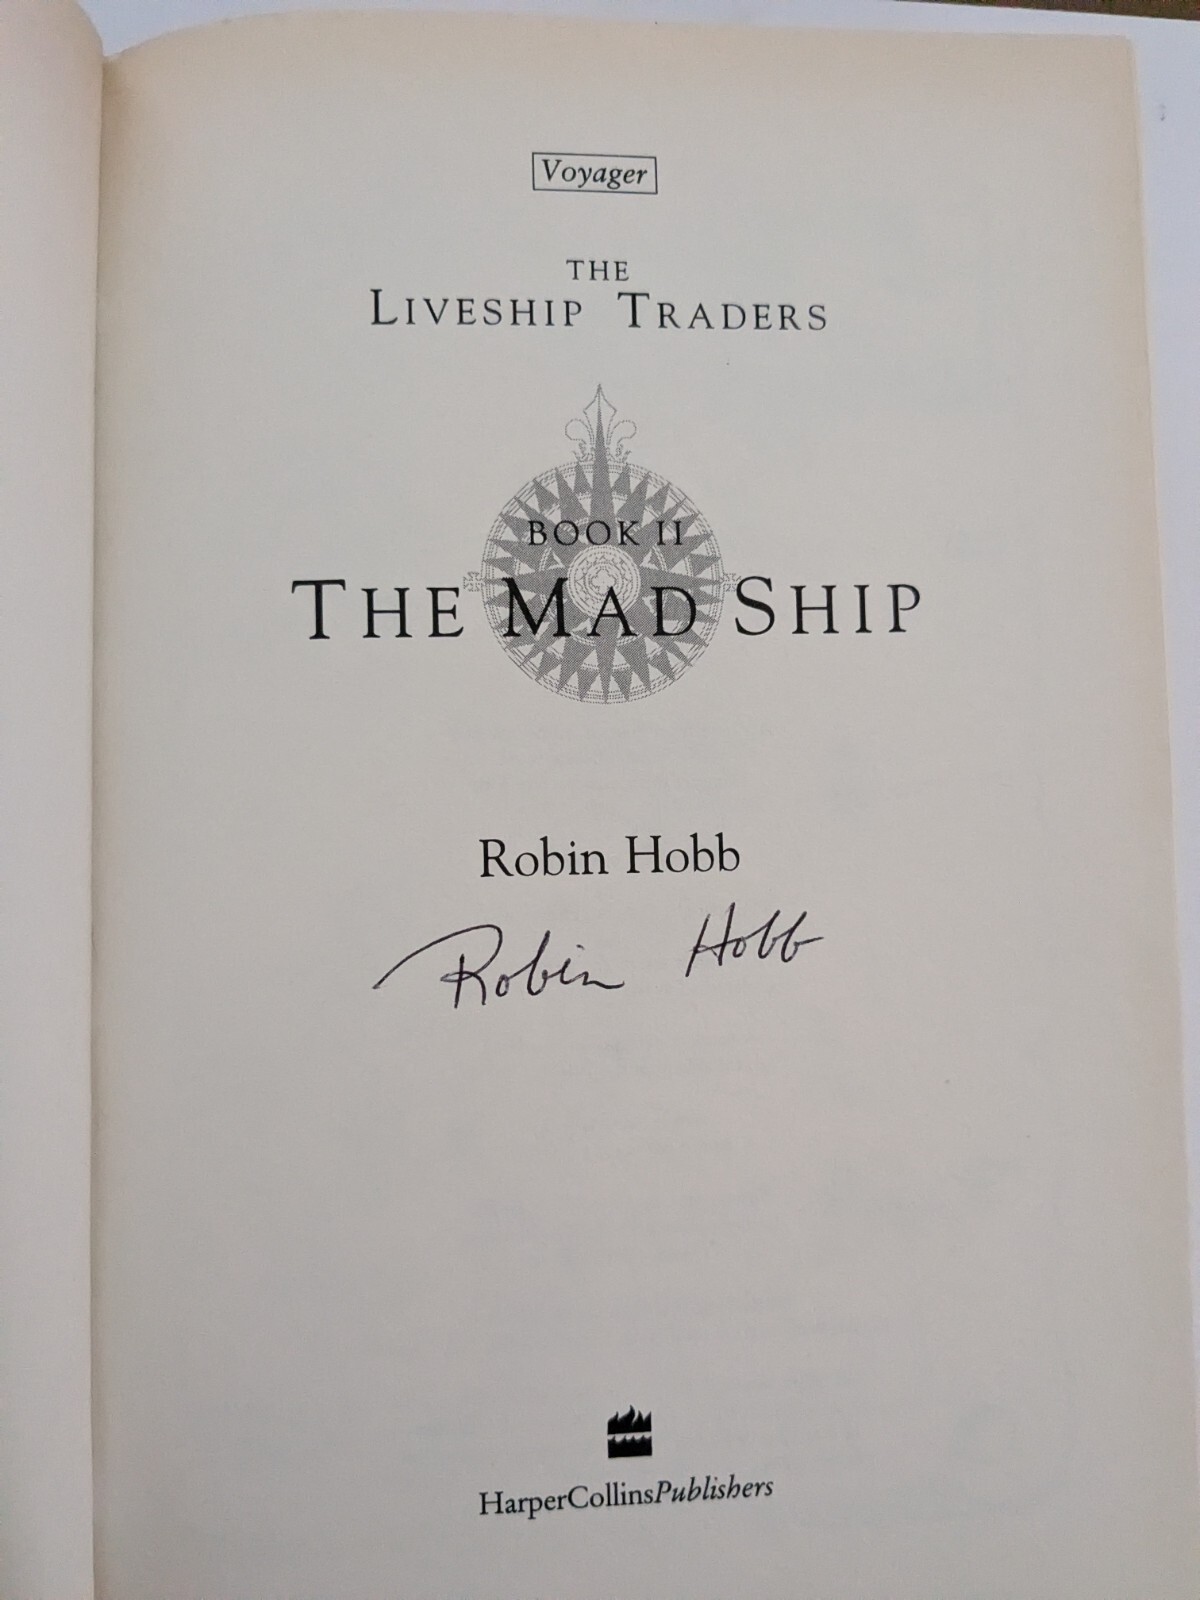 Voyager
THE
LIVESHIP TRADERS
BOOK II
THE MAD SHIP
Robin Hobb
Robin Hobb
HarperCollinsPublishers